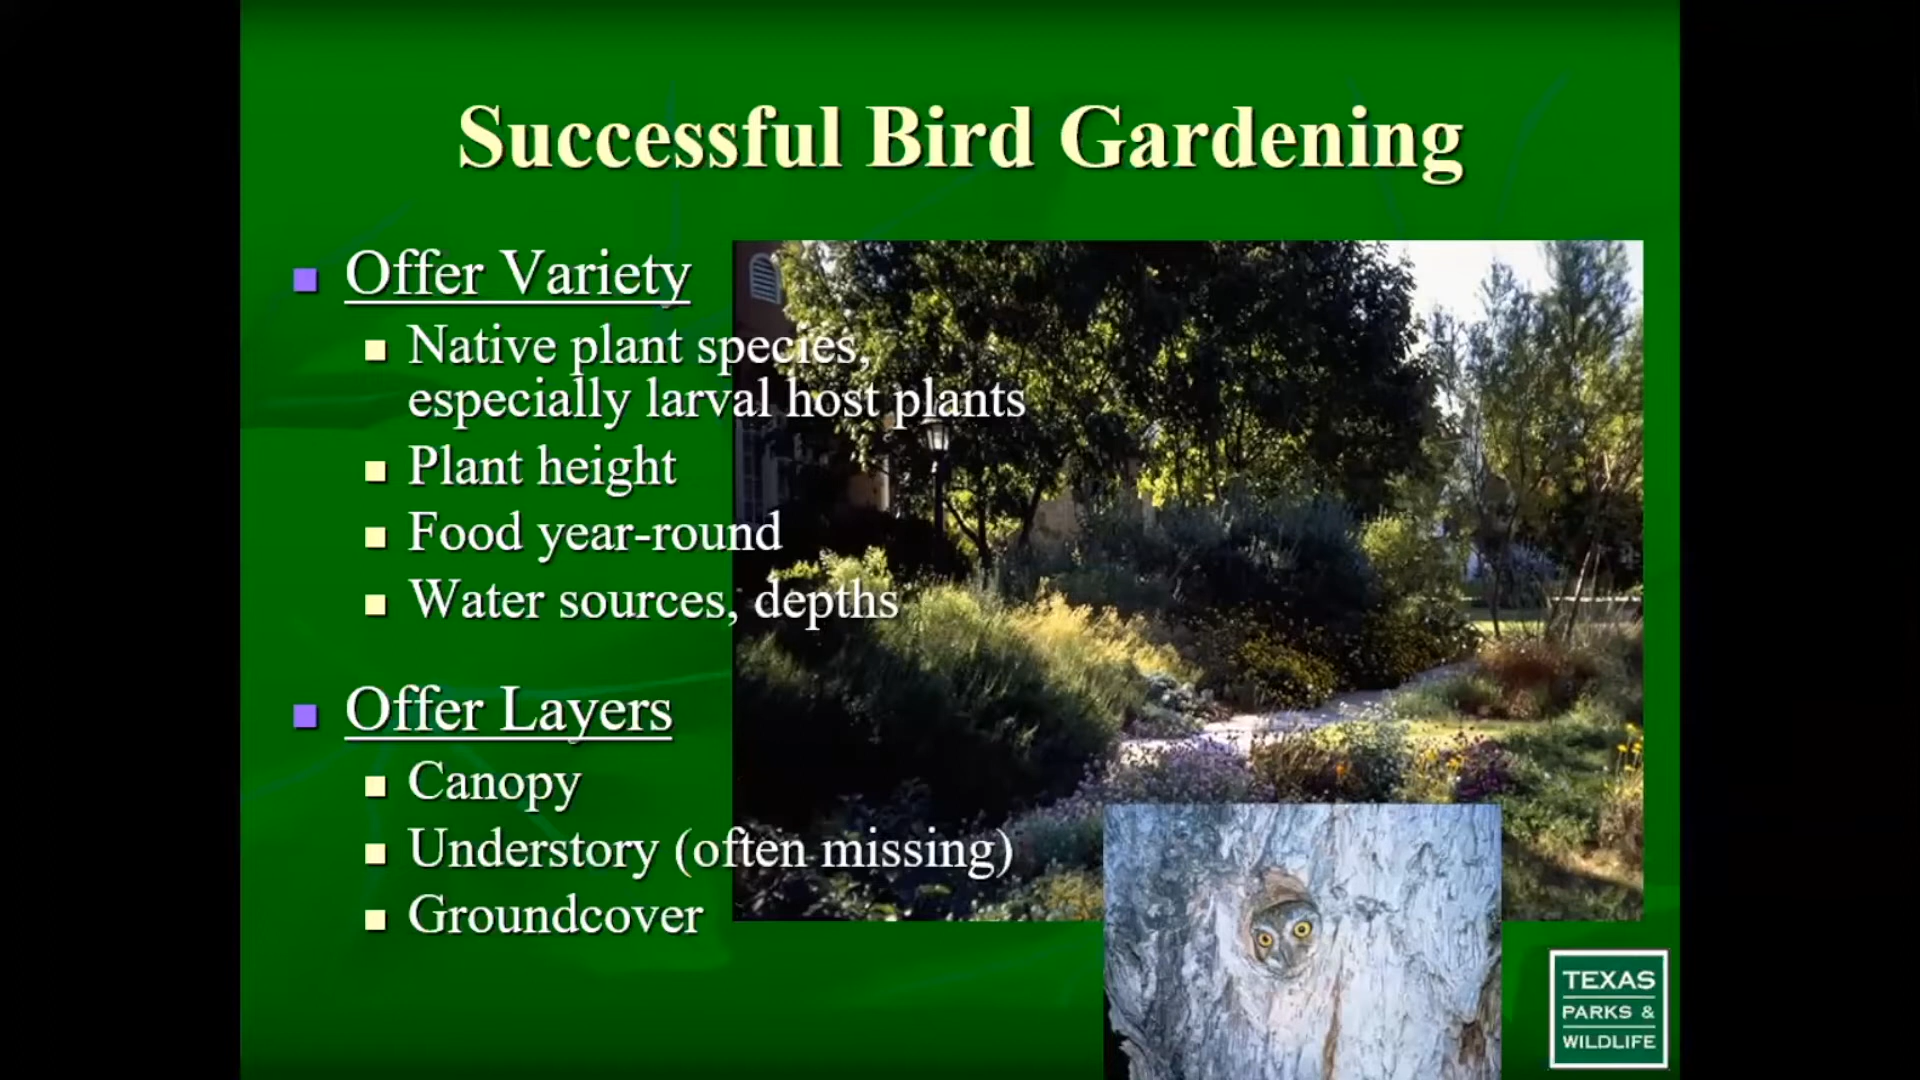 Successful Bird Gardening
Offer Variety
Native plant species,
especially larval host plants
Plant height
Food year-round
Water sources, depths
Offer Layers
Canopy
Understory (often missing)
Groundcover
TEXAS
PARKS &
WILDLIFE